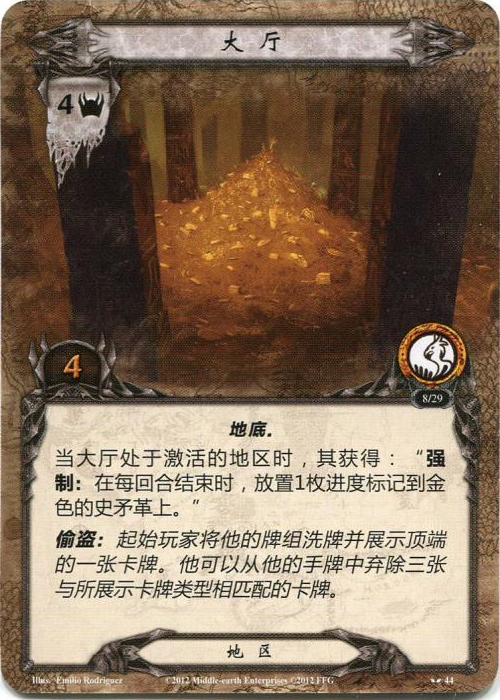 大厅
4
4
8/29
地底.
当大厅处于激活的地区时，其获得：“强
制：在每回合结束时，放置1枚进度标记到金
色的史矛革上。”
偷盗：起始玩家将他的牌组洗牌并展示顶端
的一张卡牌。他可以从他的手牌中弃除三张
与所展示卡牌类型相匹配的卡牌。
地区
Illus. Emilio Rodriguez ©2012 Middle-earth Enterprises ©2012 FFG 44